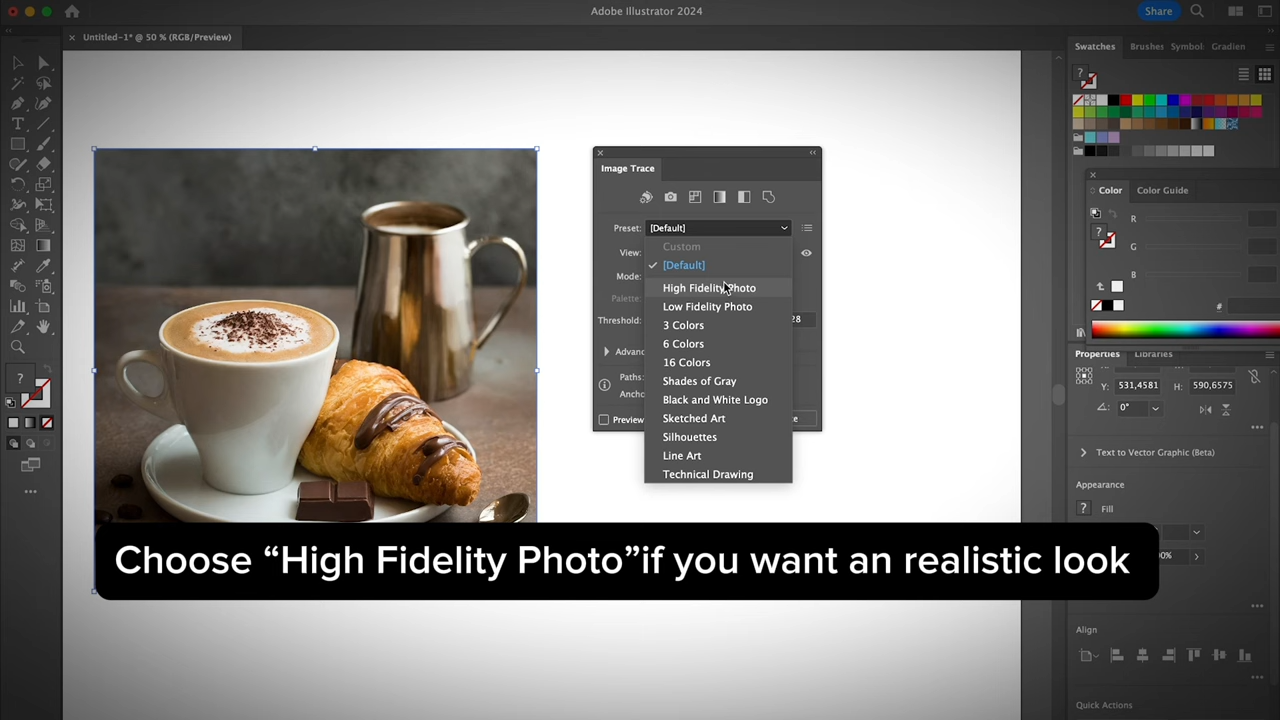 Adobe Illustrator 2024
Share
Untitled-1* @ 50 % (RGB/Preview)
Swatches Brushes Symbol Gradien
Image Trace
Preset: [Default]
Custom
View:
[Default]
Mode:
High Fidelity Photo
Palette:
Low Fidelity Photo
Threshold: 28
3 Colors
6 Colors
Advanc
16 Colors
Paths:
Shades of Gray
Ancho
Black and White Logo
Preview
Sketched Art
Silhouettes
Line Art
Technical Drawing
Color Color Guide
R
G
B
#
Properties Libraries
Y: 531,4581 H: 590,6575
0°
Text to Vector Graphic (Beta)
Appearance
Fill
0%
Choose “High Fidelity Photo”if you want an realistic look
Align
Quick Actions